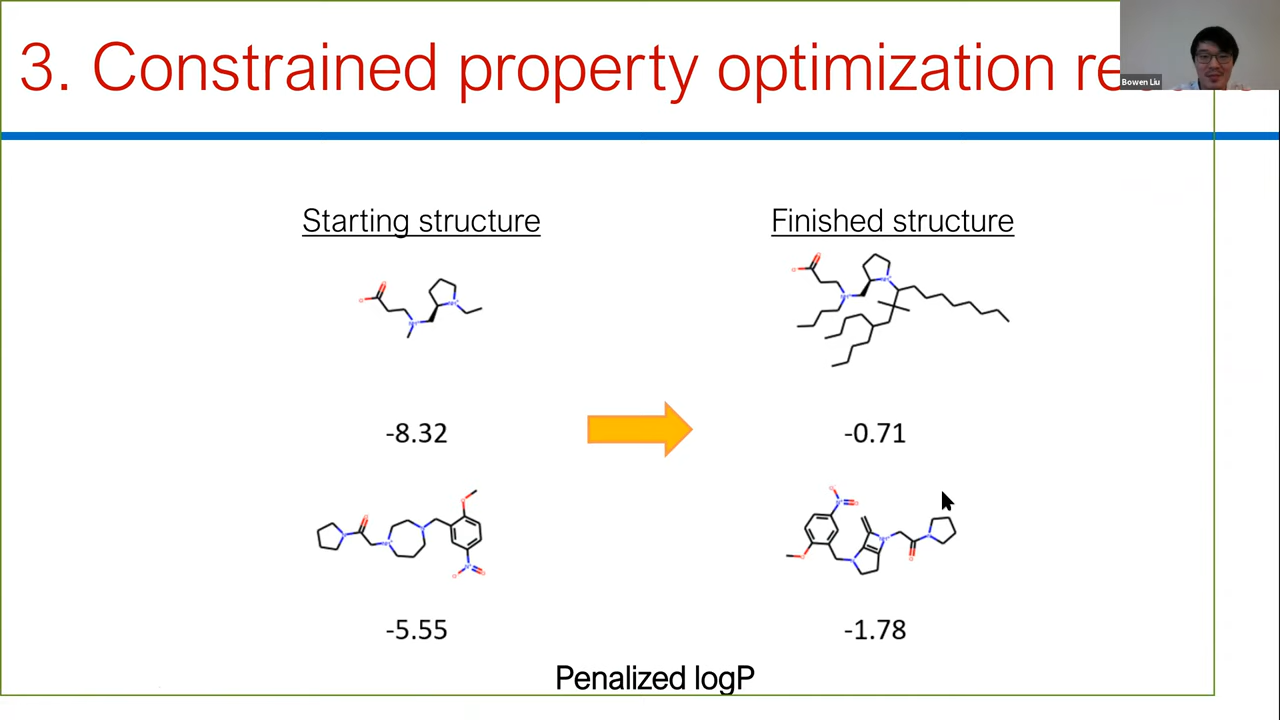 3. Constrained property optimization re
Bowen Liu
Starting structure
Finished structure
-8.32
-0.71
-5.55
-1.78
Penalized logP